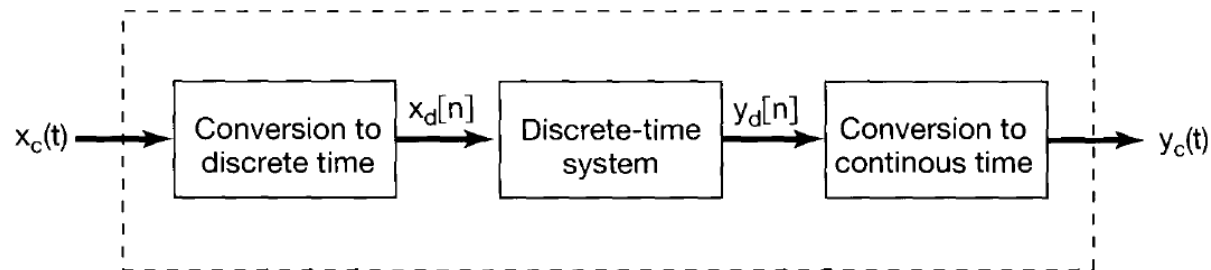 x_c(t)
Conversion to
discrete time
x_d[n]
Discrete-time
system
y_d[n]
Conversion to
continous time
y_c(t)